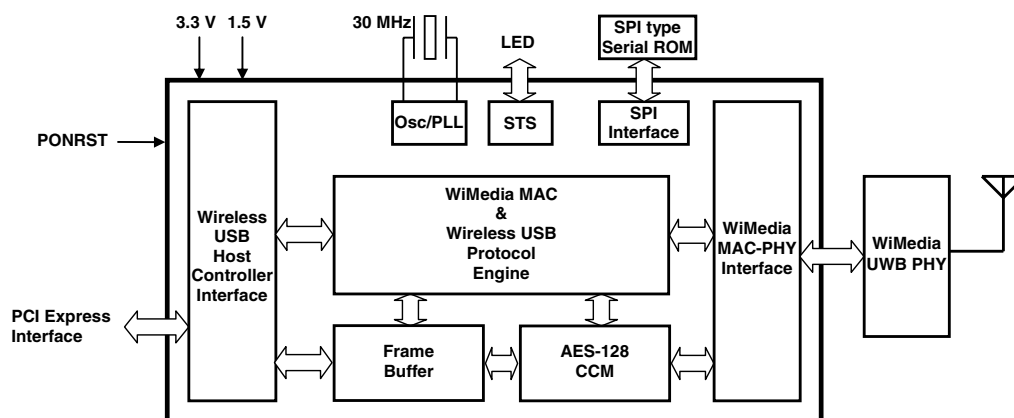 3.3 V
1.5 V
30 MHz
LED
SPI type
Serial ROM
Osc/PLL
STS
SPI
Interface
PONRST
Wireless
USB
Host
Controller
Interface
WiMedia MAC
&
Wireless USB
Protocol
Engine
WiMedia
MAC-PHY
Interface
WiMedia
UWB PHY
PCI Express
Interface
Frame
Buffer
AES-128
CCM